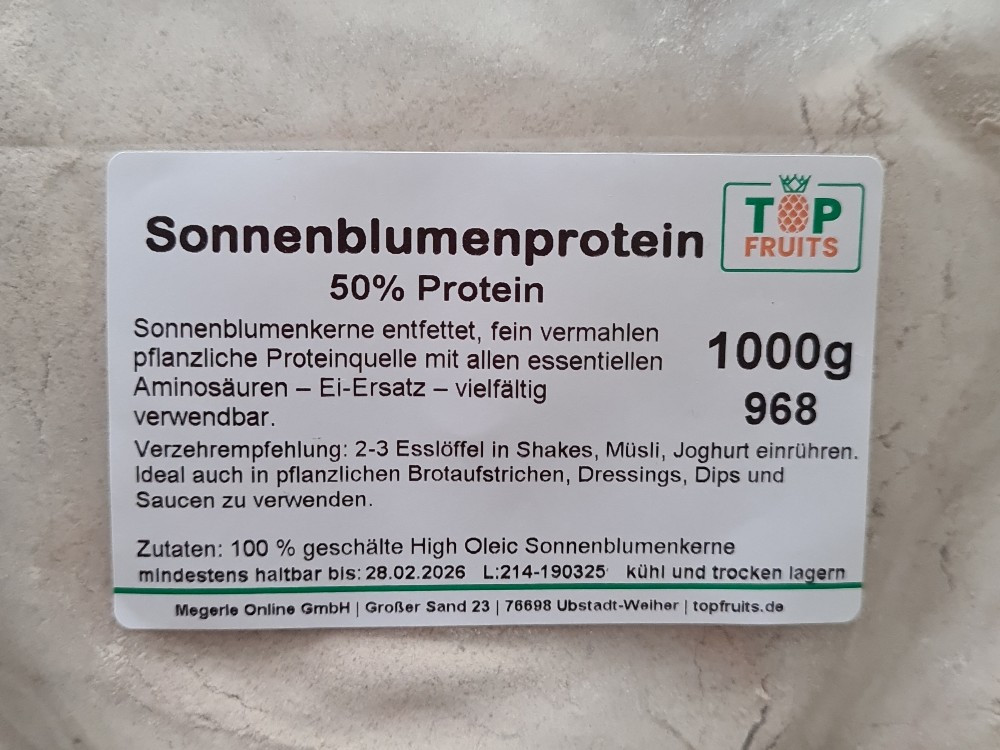 Sonnenblumenprotein
50% Protein
TOP
FRUITS
Sonnenblumenkerne entfettet, fein vermahlen
pflanzliche Proteinquelle mit allen essentiellen
Aminosäuren – Ei-Ersatz – vielfältig
verwendbar.
1000g
968
Verzehrempfehlung: 2-3 Esslöffel in Shakes, Müsli, Joghurt einrühren.
Ideal auch in pflanzlichen Brotaufstrichen, Dressings, Dips und
Saucen zu verwenden.
Zutaten: 100 % geschälte High Oleic Sonnenblumenkerne
mindestens haltbar bis: 28.02.2026 L:214-190325 kühl und trocken lagern
Megerle Online GmbH | Großer Sand 23 | 76698 Ubstadt-Weiher | topfruits.de